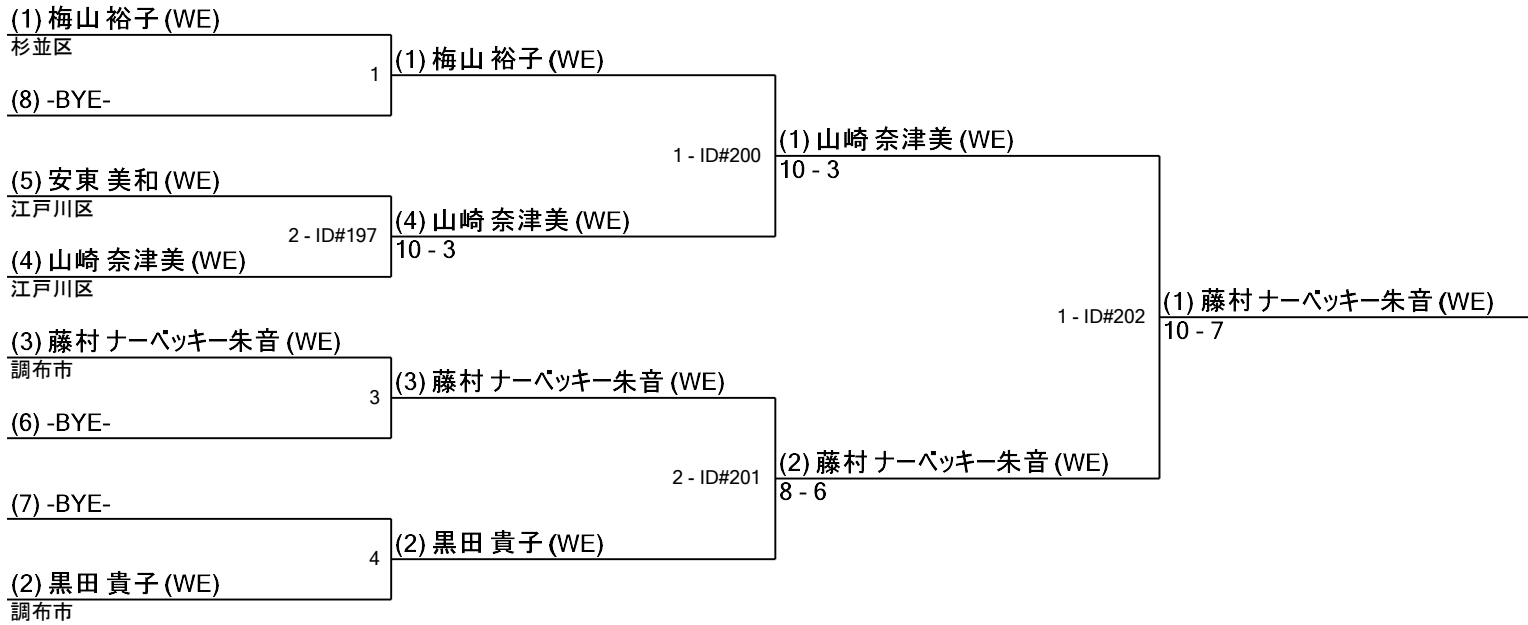 (1) 梅山 裕子 (WE)
杉並区
1
(8) -BYE-
(1) 梅山 裕子 (WE)
(5) 安東 美和 (WE)
江戸川区
2 - ID#197
(4) 山崎 奈津美 (WE)
江戸川区
(4) 山崎 奈津美 (WE)
10 - 3
1 - ID#200
(1) 山崎 奈津美 (WE)
10 - 3
(3) 藤村 ナーベッキー朱音 (WE)
調布市
3
(6) -BYE-
(3) 藤村 ナーベッキー朱音 (WE)
(7) -BYE-
4
(2) 黒田 貴子 (WE)
調布市
(2) 黒田 貴子 (WE)
2 - ID#201
(2) 藤村 ナーベッキー朱音 (WE)
8 - 6
1 - ID#202
(1) 藤村 ナーベッキー朱音 (WE)
10 - 7